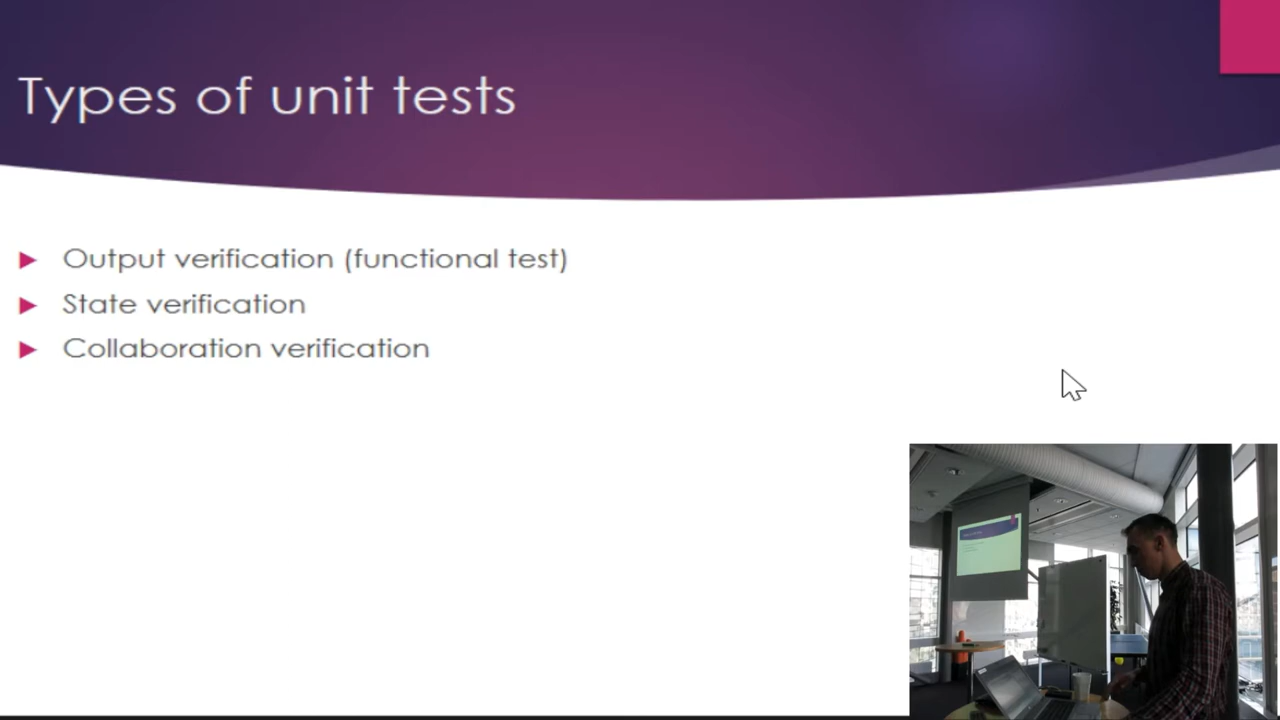 Types of unit tests
Output verification (functional test)
State verification
Collaboration verification